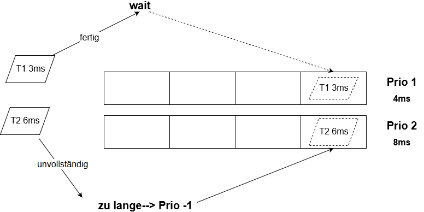 wait
fertig
T1 3ms
T1 3ms
Prio 1
4ms
T2 6ms
T2 6ms
Prio 2
8ms
unvollständig
zu lange--> Prio -1